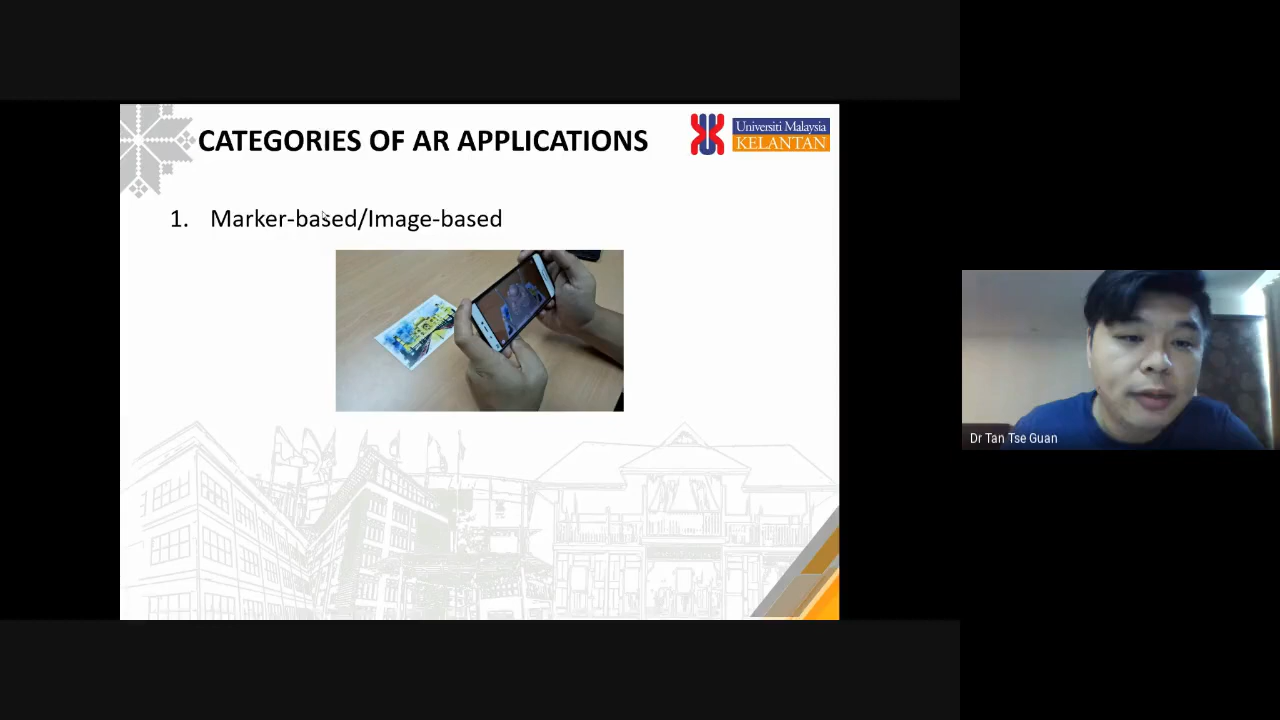 CATEGORIES OF AR APPLICATIONS
Universiti Malaysia
KELANTAN
1. Marker-based/Image-based
Dr Tan Tse Guan